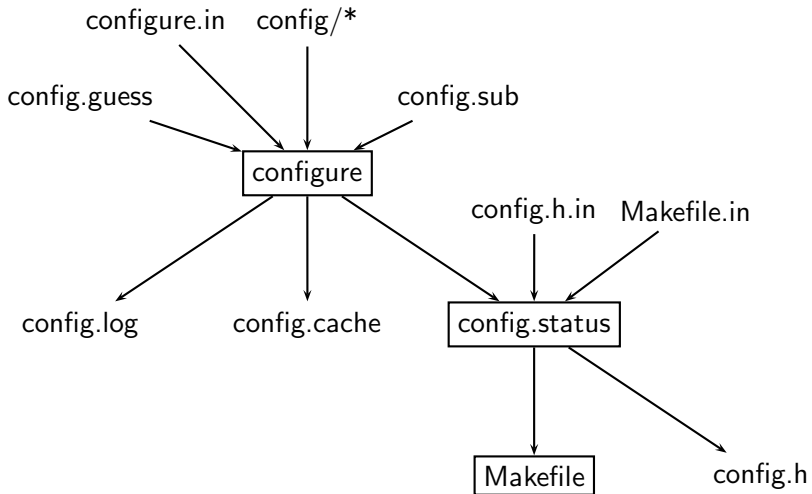 configure.in
config/*
config.guess
config.sub
configure
config.h.in
Makefile.in
config.log
config.cache
config.status
Makefile
config.h